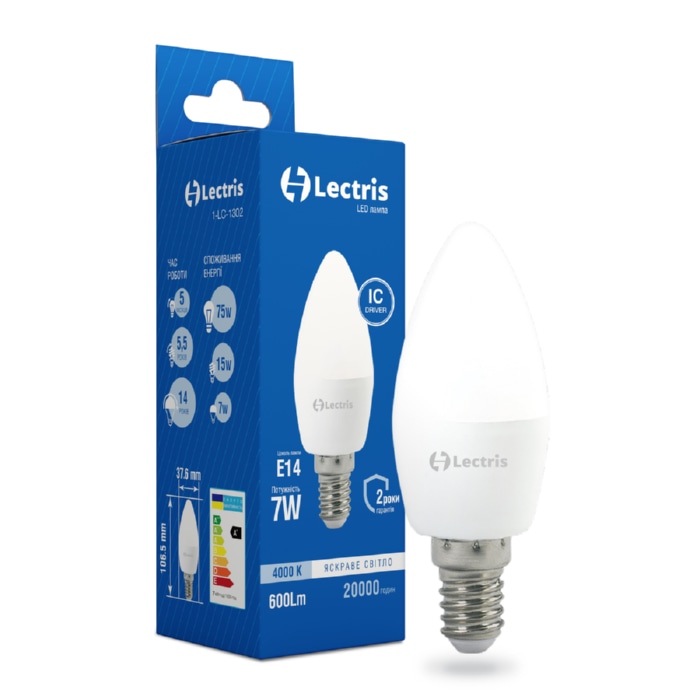 Lectris
1-LC-1302
ЧАС
РОБОТИ
СПОЖИВАННЯ
ЕНЕРГІЇ
5
75w
5,5
15w
14
7w
37.5 mm
106.5 mm
A
Lectris
LED лампа
IC
DRIVER
Lectris
Цоколь лампи
E14
Потужність
7W
2 роки
гарантія
4000 K
ЯСКРАВЕ СВІТЛО
600Lm
20000 годин
Lectris